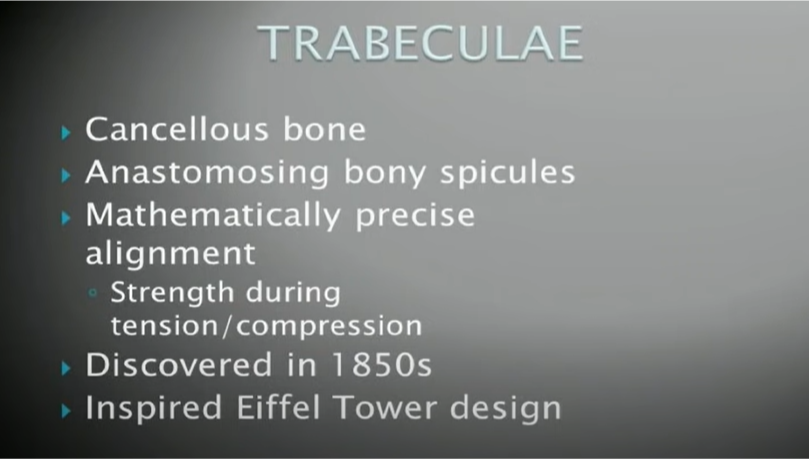 TRABECULAE
Cancellous bone
Anastomosing bony spicules
Mathematically precise
alignment
Strength during
tension/compression
Discovered in 1850s
Inspired Eiffel Tower design